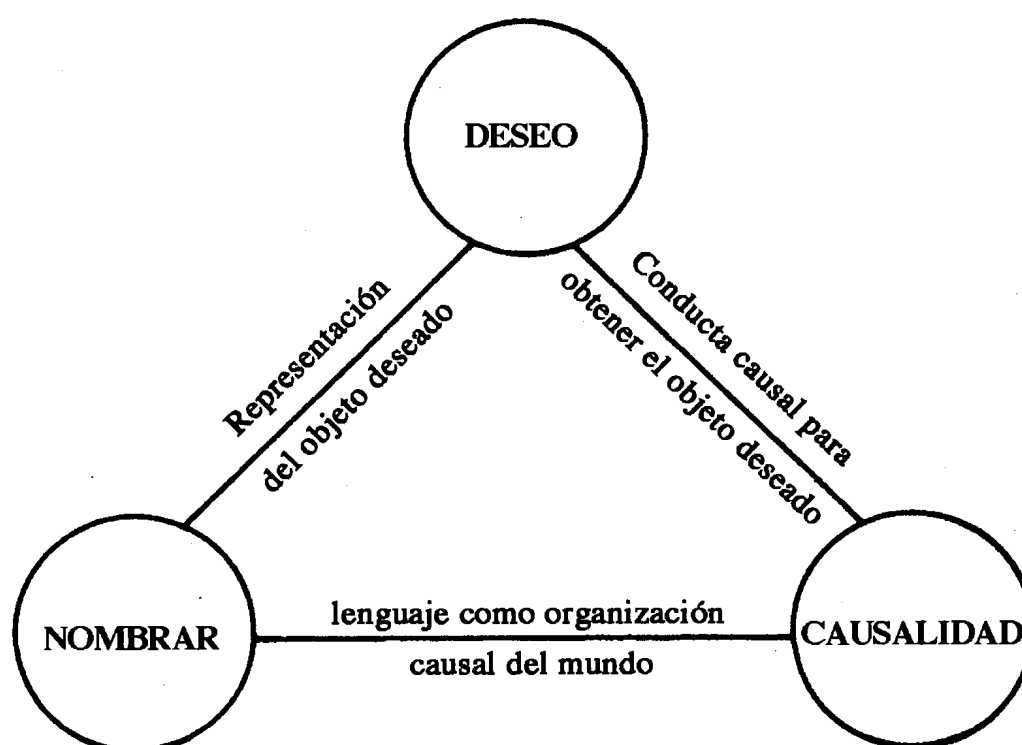 DESEO
Representación
del objeto deseado
Conducta causal para
obtener el objeto deseado
NOMBRAR
lenguaje como organización
causal del mundo
CAUSALIDAD